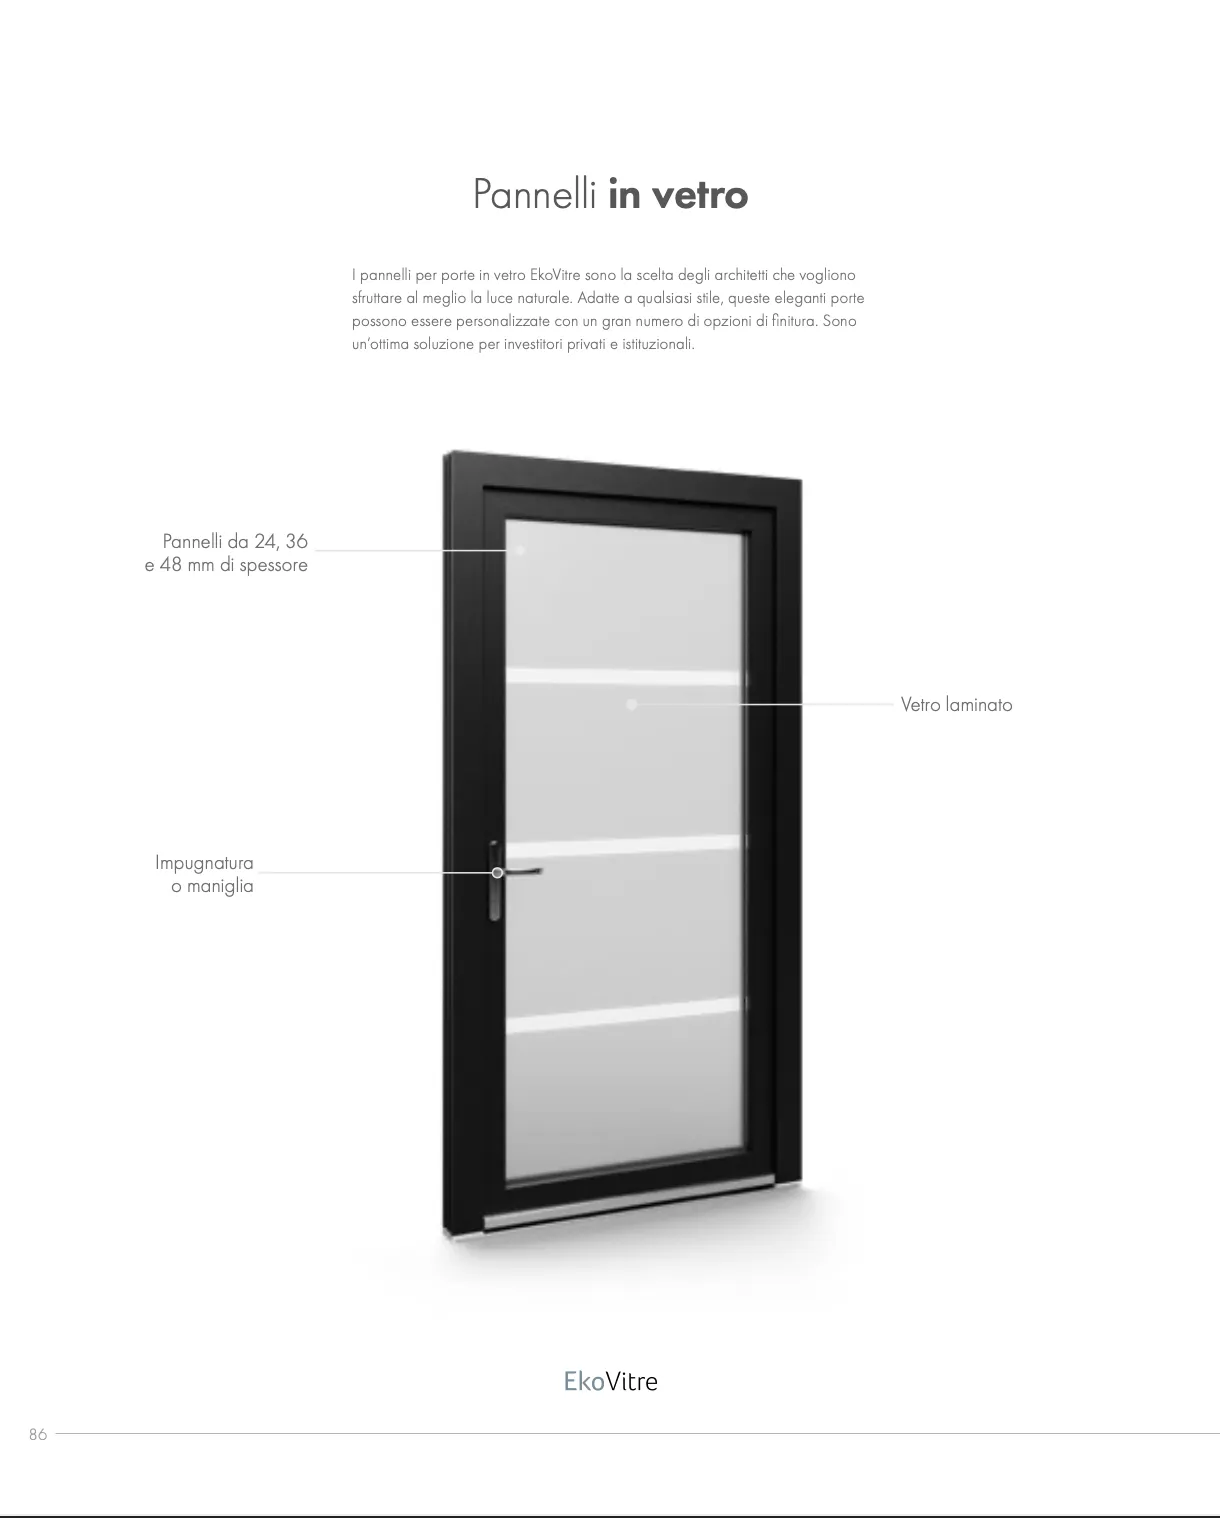 Pannelli in vetro
I pannelli per porte in vetro EkoVitre sono la scelta degli architetti che vogliono
sfruttare al meglio la luce naturale. Adatte a qualsiasi stile, queste eleganti porte
possono essere personalizzate con un gran numero di opzioni di finitura. Sono
un'ottima soluzione per investitori privati e istituzionali.
Pannelli da 24, 36
e 48 mm di spessore
Vetro laminato
Impugnatura
o maniglia
EkoVitre
86